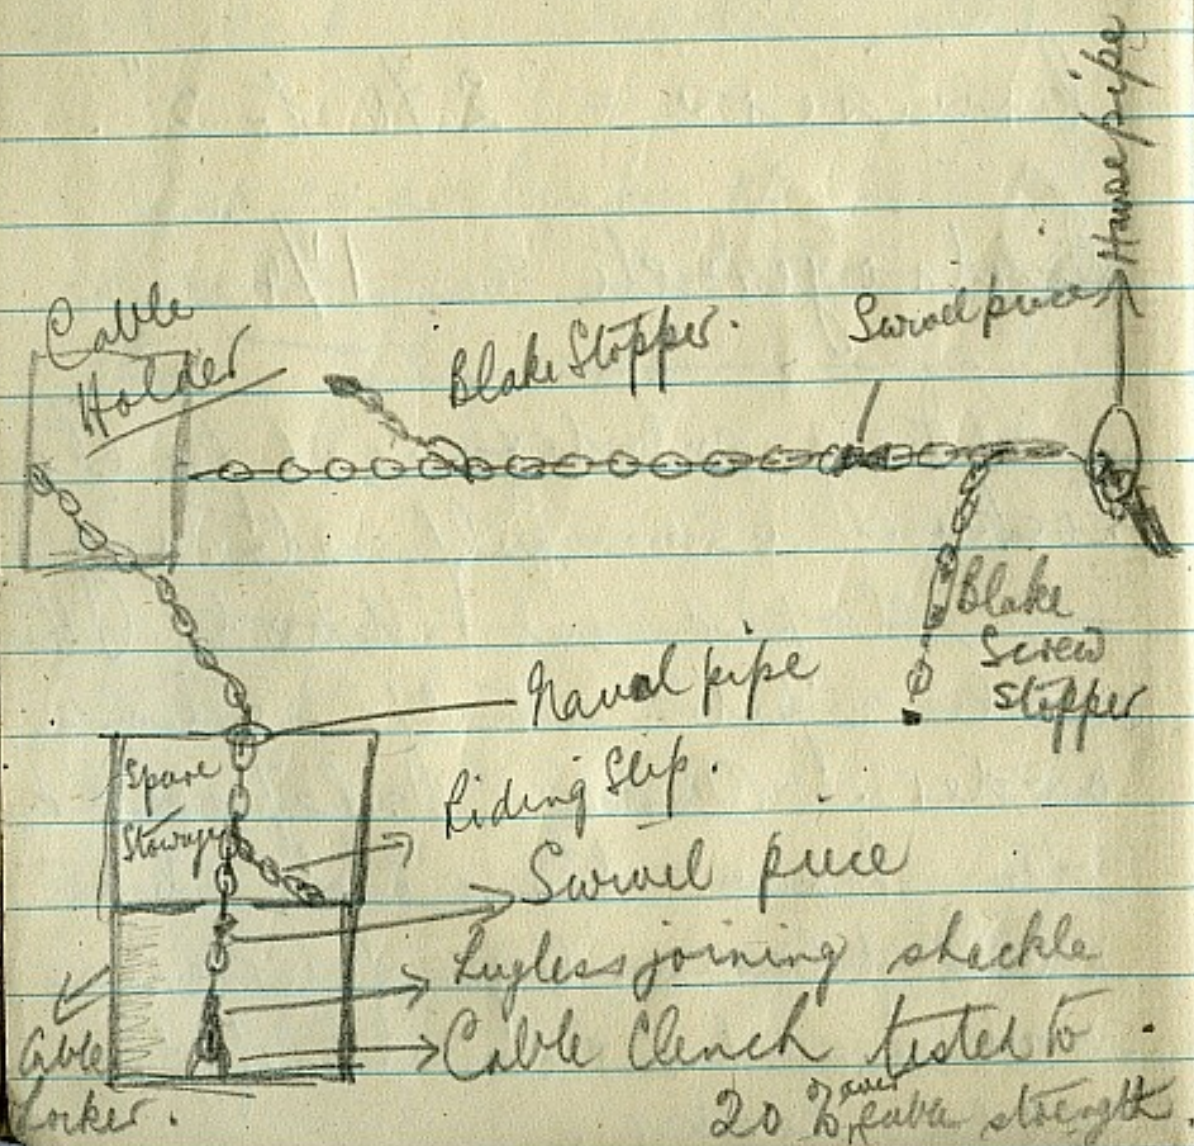 Hawse pipe
Cable
Holder
Blake Stopper.
Swivel piece
Blake
Screw
Stopper
Naval pipe
Spare
Stowage
Riding Slip.
Swivel piece
Lugless joining shackle
Cable Clench tested to
20 % over cable strength.
Cable
Locker.